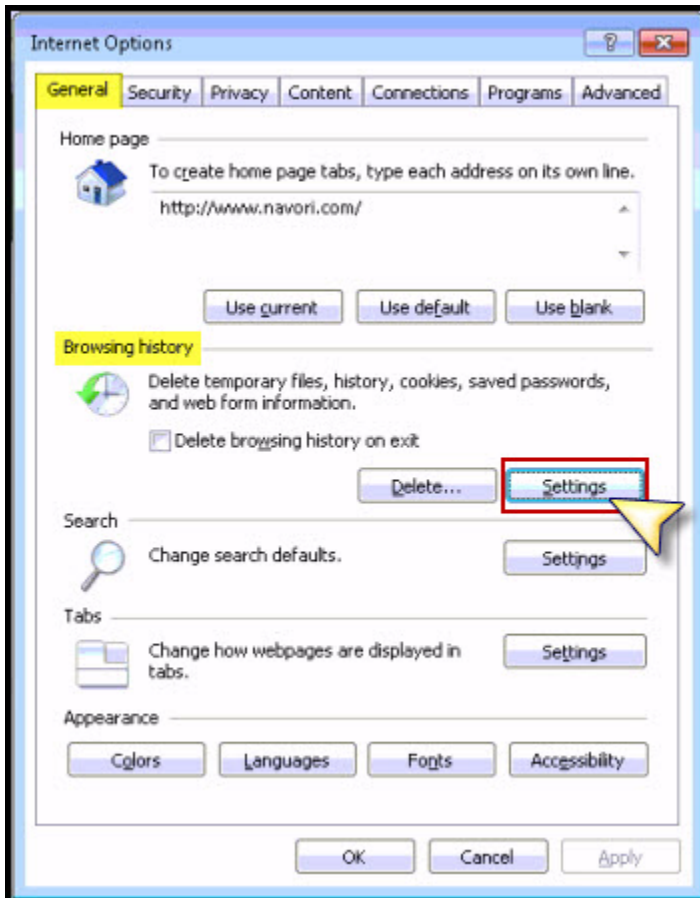 Internet Options
General Security Privacy Content Connections Programs Advanced
Home page
To create home page tabs, type each address on its own line.
http://www.navori.com/
Use current Use default Use blank
Browsing history
Delete temporary files, history, cookies, saved passwords,
and web form information.
Delete browsing history on exit
Delete... Settings
Search
Change search defaults.
Settings
Tabs
Change how webpages are displayed in
tabs.
Settings
Appearance
Colors Languages Fonts Accessibility
OK Cancel Apply